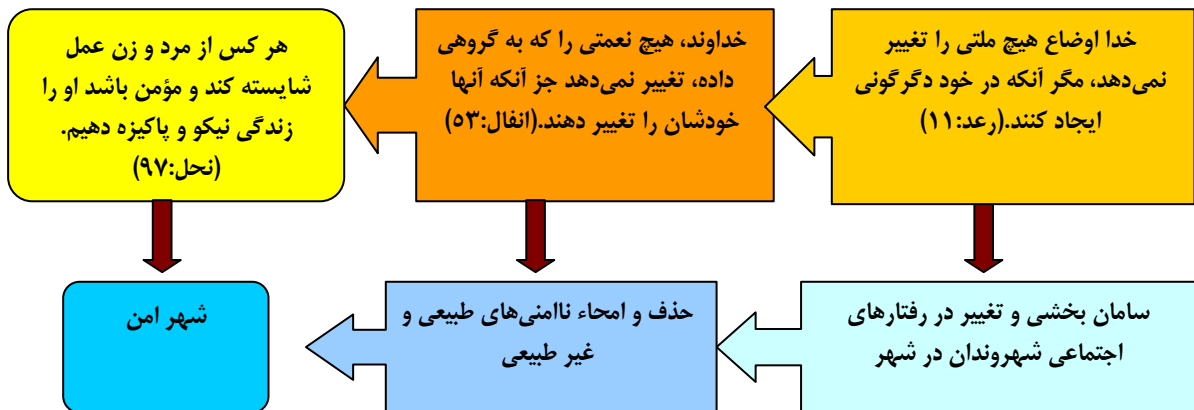 خدا اوضاع هیچ ملتی را تغییر
نمی‌دهد، مگر آنکه در خود دگرگونی
ایجاد کنند.(رعد:۱۱)
خداوند، هیچ نعمتی را که به گروهی
داده، تغییر نمی‌دهد جز آنکه آنها
خودشان را تغییر دهند.(انفال:۵۳)
هر کس از مرد و زن عمل
شایسته کند و مؤمن باشد او را
زندگی نیکو و پاکیزه دهیم.
(نحل:۹۷)
سامان بخشی و تغییر در رفتارهای
اجتماعی شهروندان در شهر
حذف و امحاء ناامنی‌های طبیعی و
غیر طبیعی
شهر امن